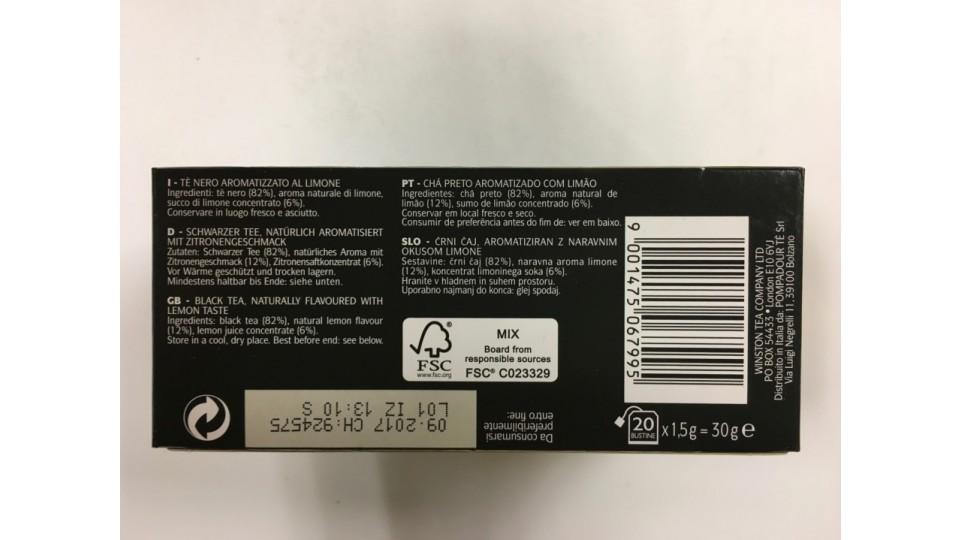 I - TÈ NERO AROMATIZZATO AL LIMONE
Ingredienti: tè nero (82%), aroma naturale di limone,
succo di limone concentrato (6%).
Conservare in luogo fresco e asciutto.
D - SCHWARZER TEE, NATÜRLICH AROMATISIERT
MIT ZITRONENGESCHMACK
Zutaten: Schwarzer Tee (82%), natürliches Aroma mit
Zitronengeschmack (12%), Zitronensaftkonzentrat (6%).
Vor Wärme geschützt und trocken lagern.
Mindestens haltbar bis Ende: siehe unten.
GB - BLACK TEA, NATURALLY FLAVOURED WITH
LEMON TASTE
Ingredients: black tea (82%), natural lemon flavour
(12%), lemon juice concentrate (6%).
Store in a cool, dry place. Best before end: see below.
PT - CHÁ PRETO AROMATIZADO COM LIMÃO
Ingredientes: chá preto (82%), aroma natural de
limão (12%), sumo de limão concentrado (6%).
Conservar em local fresco e seco.
Consumir de preferência antes do fim de: ver em baixo.
SLO - ČRNI ČAJ, AROMATIZIRAN Z NARAVNIM
OKUSOM LIMONE
Sestavine: črni čaj (82%), naravna aroma limone
(12%), koncentrat limoninega soka (6%).
Hranite v hladnem in suhem prostoru.
Uporabno najmanj do konca: glej spodaj.
FSC®
www.fsc.org
MIX
Board from
responsible sources
FSC® C023329
Da consumarsi
preferibilmente
entro fine:
09.2017 CH:924575
L01 IZ 13:10 S
9 001475 067995
WINSTON TEA COMPANY LTD
PO BOX 54433 • London E10 6VJ
Distribuito in Italia da: POMPADOUR TÈ Srl
Via Luigi Negrelli 11, 39100 Bolzano
20
BUSTINE
x 1,5g = 30g e